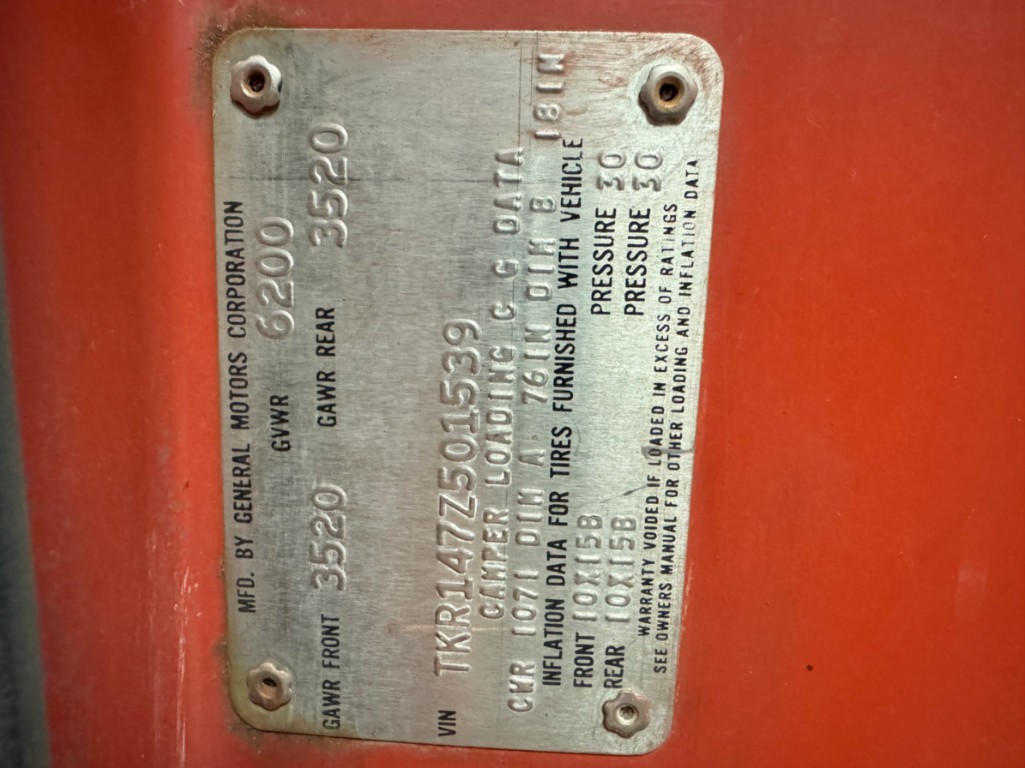 MFD. BY GENERAL MOTORS CORPORATION
GVWR 6200
GAWR FRONT 3520 GAWR REAR 3520
VIN TKR147Z501539
CAMPER LOADING C G DATA
CWR 1071 DIM A 76IN DIM B 18IN
INFLATION DATA FOR TIRES FURNISHED WITH VEHICLE
FRONT 10X15B PRESSURE 30
REAR 10X15B PRESSURE 30
WARRANTY VOIDED IF LOADED IN EXCESS OF RATINGS
SEE OWNERS MANUAL FOR OTHER LOADING AND INFLATION DATA